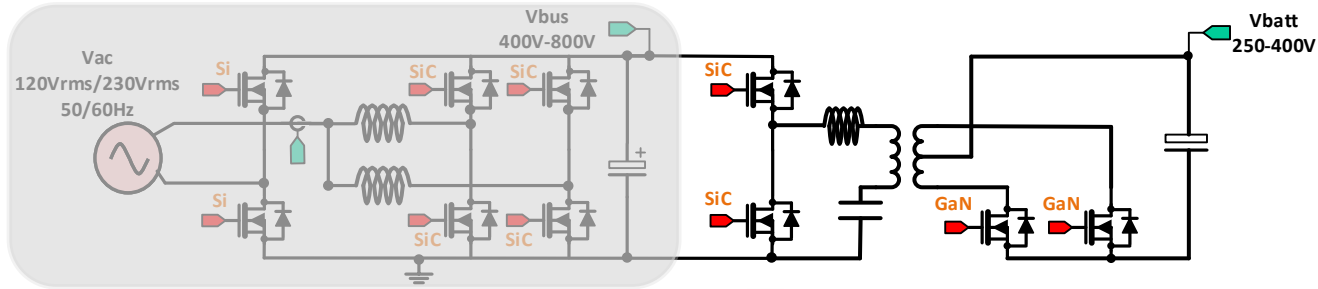 Vac
120Vrms/230Vrms
50/60Hz
Si
Si
SiC
SiC
SiC
SiC
Vbus
400V-800V
+
SiC
SiC
GaN
GaN
Vbatt
250-400V